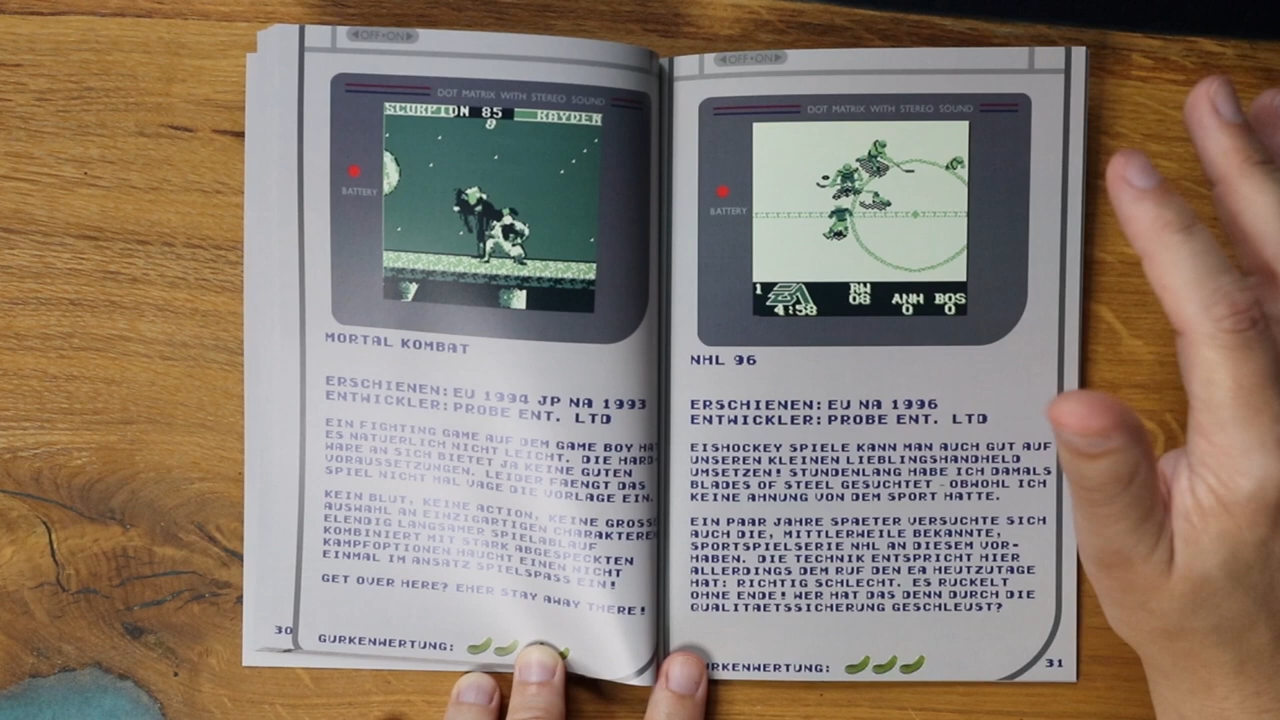 ◀OFF•ON▶
DOT MATRIX WITH STEREO SOUND
SCORPION 85 RAYDEN
BATTERY
MORTAL KOMBAT
ERSCHIENEN: EU 1994 JP NA 1993
ENTWICKLER: PROBE ENT. LTD
EIN FIGHTING GAME AUF DEM GAME BOY HAT
ES NATUERLICH NICHT LEICHT. DIE HARD-
WARE AN SICH BIETET JA KEINE GUTEN
VORAUSSETZUNGEN. LEIDER FAENGT DAS
SPIEL NICHT MAL VAGE DIE VORLAGE EIN.
KEIN BLUT, KEINE ACTION, KEINE GROSSE
AUSWAHL AN EINZIGARTIGEN CHARAKTEREN
ELENDIG LANGSAMER SPIELABLAUF
KOMBINIERT MIT STARK ABGESPECKTEN
KAMPFOPTIONEN HAUCHT EINEN NICHT
EINMAL IM ANSATZ SPIELSPASS EIN!
GET OVER HERE? EHER STAY AWAY THERE!
30
GURKENWERTUNG:
◀OFF•ON▶
DOT MATRIX WITH STEREO SOUND
BATTERY
1 EA RW ANH BOS
4:58 08 0 0
NHL 96
ERSCHIENEN: EU NA 1996
ENTWICKLER: PROBE ENT. LTD
EISHOCKEY SPIELE KANN MAN AUCH GUT AUF
UNSEREN KLEINEN LIEBLINGSHANDHELD
UMSETZEN! STUNDENLANG HABE ICH DAMALS
BLADES OF STEEL GESUCHTET - OBWOHL ICH
KEINE AHNUNG VON DEM SPORT HATTE.
EIN PAAR JAHRE SPAETER VERSUCHTE SICH
AUCH DIE, MITTLERWEILE BEKANNTE,
SPORTSPIELSERIE NHL AN DIESEM VOR-
HABEN. DIE TECHNIK ENTSPRICHT HIER
ALLERDINGS DEM RUF DEN EA HEUTZUTAGE
HAT: RICHTIG SCHLECHT. ES RUCKELT
OHNE ENDE! WER HAT DAS DENN DURCH DIE
QUALITAETSSICHERUNG GESCHLEUST?
URKENWERTUNG:
31